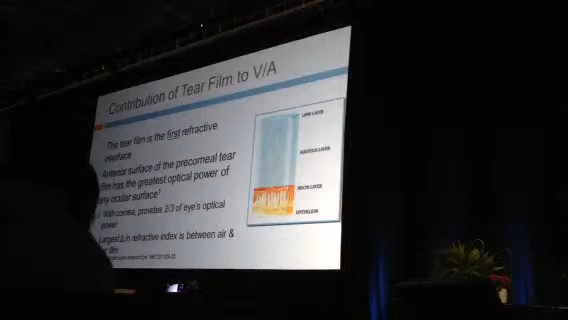 Contribution of Tear Film to V/A
The tear film is the first refractive
interface
Anterior surface of the precorneal tear
film has the greatest optical power of
any ocular surface¹
With cornea, provides 2/3 of eye's optical
power
Largest Δ in refractive index is between air &
film
LIPID LAYER
AQUEOUS LAYER
MUCIN LAYER
EPITHELIUM